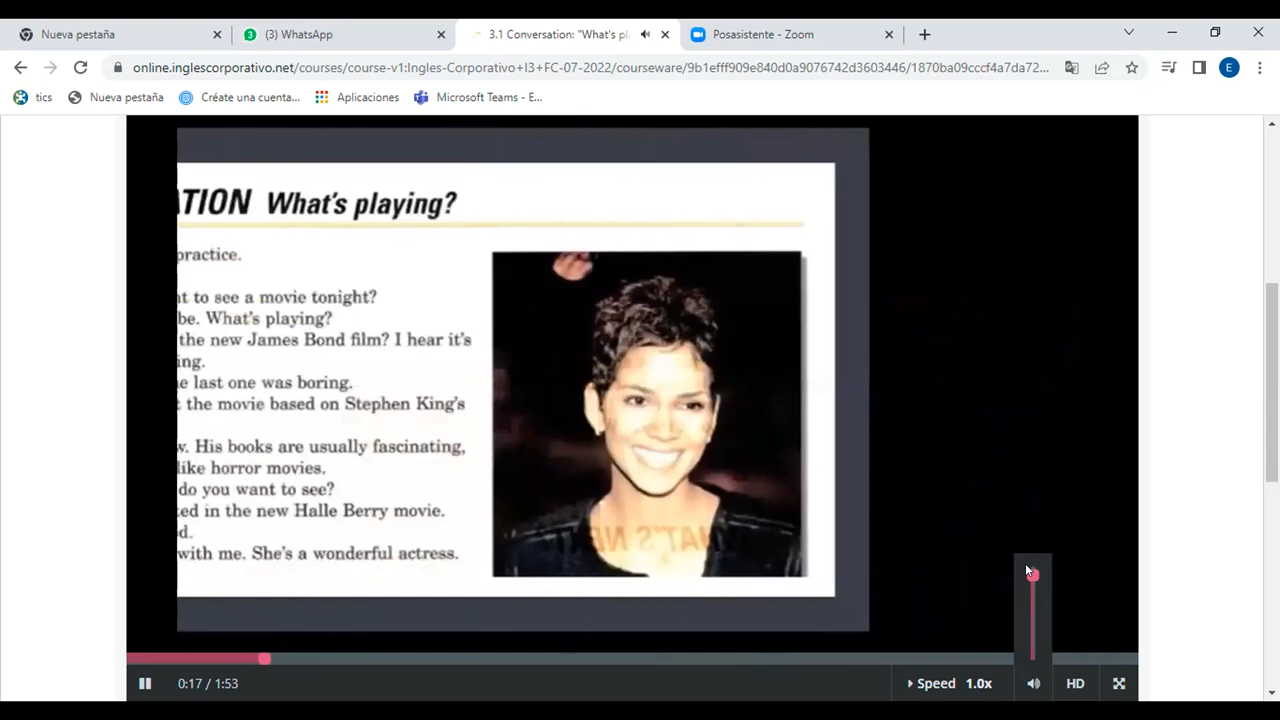 Nueva pestaña
(3) WhatsApp
3.1 Conversation: "What's pl
Posasistente - Zoom
online.inglescorporativo.net/courses/course-v1:Ingles-Corporativo+I3+FC-07-2022/courseware/9b1efff909e840d0a9076742d3603446/1870ba09cccf4a7da72...
E
tics
Nueva pestaña
Créate una cuenta...
Aplicaciones
Microsoft Teams - E...
ATION What's playing?
practice.
nt to see a movie tonight?
be. What's playing?
the new James Bond film? I hear it's
ing.
e last one was boring.
t the movie based on Stephen King's
w. His books are usually fascinating,
like horror movies.
do you want to see?
ted in the new Halle Berry movie.
d.
with me. She's a wonderful actress.
0:17 / 1:53
Speed 1.0x
HD